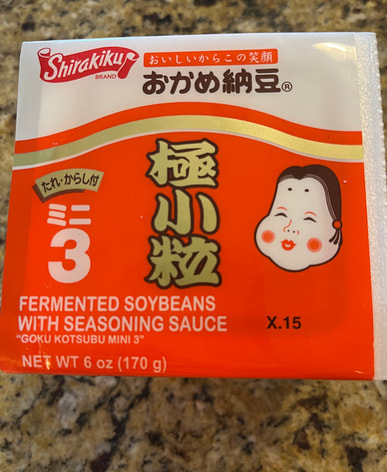 Shirakiku
BRAND
おいしいからこの笑顔
おかめ納豆®
たれ・からし付
ミニ
3
極小粒
FERMENTED SOYBEANS
WITH SEASONING SAUCE
X.15
"GOKU KOTSUBU MINI 3"
NET WT 6 oz (170 g)